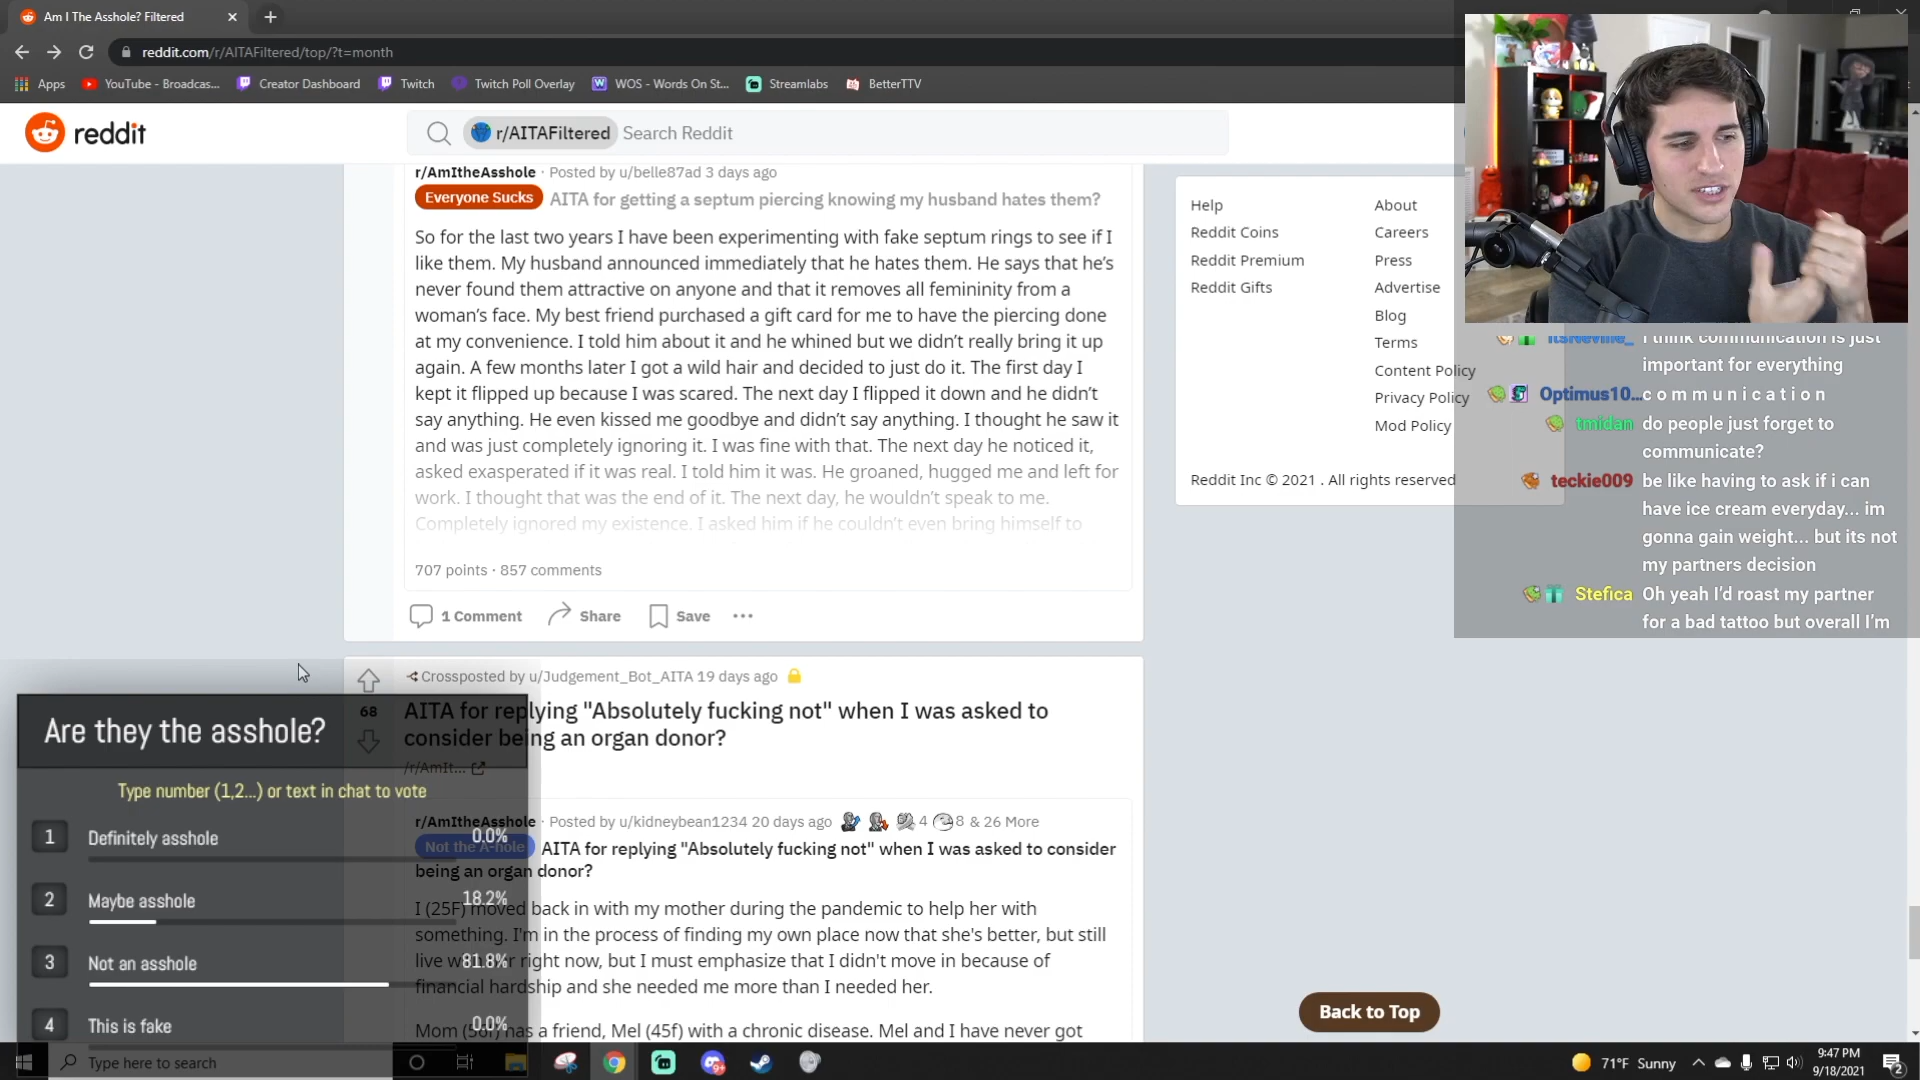 Am I The Asshole? Filtered
reddit.com/r/AITAFiltered/top/?t=month
Apps
YouTube - Broadcas...
Creator Dashboard
Twitch
Twitch Poll Overlay
WOS - Words On St...
Streamlabs
BetterTTV
reddit
r/AITAFiltered
Search Reddit
r/AmItheAsshole · Posted by u/belle87ad 3 days ago
Everyone Sucks AITA for getting a septum piercing knowing my husband hates them?
So for the last two years I have been experimenting with fake septum rings to see if I
like them. My husband announced immediately that he hates them. He says that he's
never found them attractive on anyone and that it removes all femininity from a
woman's face. My best friend purchased a gift card for me to have the piercing done
at my convenience. I told him about it and he whined but we didn't really bring it up
again. A few months later I got a wild hair and decided to just do it. The first day I
kept it flipped up because I was scared. The next day I flipped it down and he didn't
say anything. He even kissed me goodbye and didn't say anything. I thought he saw it
and was just completely ignoring it. I was fine with that. The next day he noticed it,
asked exasperated if it was real. I told him it was. He groaned, hugged me and left for
work. I thought that was the end of it. The next day, he wouldn't speak to me.
Completely ignored my existence. I asked him if he couldn't even bring himself to
707 points · 857 comments
1 Comment
Share
Save
Crossposted by u/Judgement_Bot_AITA 19 days ago
68
AITA for replying "Absolutely fucking not" when I was asked to
consider being an organ donor?
/r/AmIt...
r/AmItheAsshole · Posted by u/kidneybean1234 20 days ago 4 8 & 26 More
Not the A-hole AITA for replying "Absolutely fucking not" when I was asked to consider
being an organ donor?
I (25F) moved back in with my mother during the pandemic to help her with
something. I'm in the process of finding my own place now that she's better, but still
live with her right now, but I must emphasize that I didn't move in because of
financial hardship and she needed me more than I needed her.
Mom (56f) has a friend, Mel (45f) with a chronic disease. Mel and I have never got
Help
Reddit Coins
Reddit Premium
Reddit Gifts
About
Careers
Press
Advertise
Blog
Terms
Content Policy
Privacy Policy
Mod Policy
Reddit Inc © 2021 . All rights reserved
Back to Top
ItsNeville_ I think communication is just
important for everything
Optimus10... c o m m u n i c a t i o n
tmidan do people just forget to
communicate?
teckie009 be like having to ask if i can
have ice cream everyday... im
gonna gain weight... but its not
my partners decision
Stefica Oh yeah I'd roast my partner
for a bad tattoo but overall I'm
Are they the asshole?
Type number (1,2...) or text in chat to vote
1 Definitely asshole 0.0%
2 Maybe asshole 18.2%
3 Not an asshole 81.8%
4 This is fake 0.0%
Type here to search
71°F Sunny
9:47 PM
9/18/2021
2